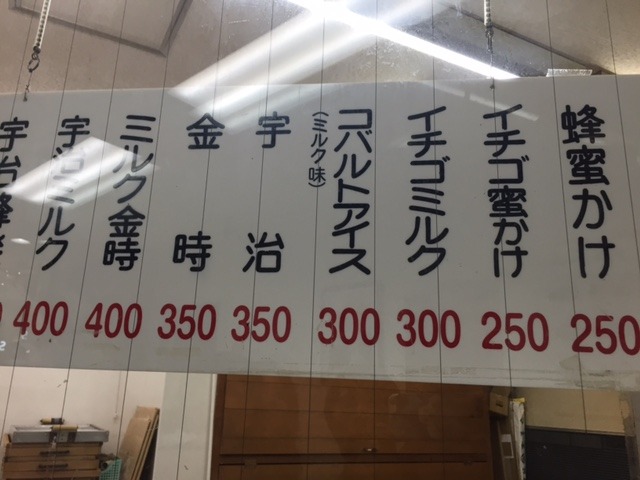 蜂蜜かけ
250
イチゴ蜜かけ
250
イチゴミルク
300
コバルトアイス
(ミルク味)
300
宇治
350
金時
350
ミルク金時
400
宇治ミルク
400
宇治